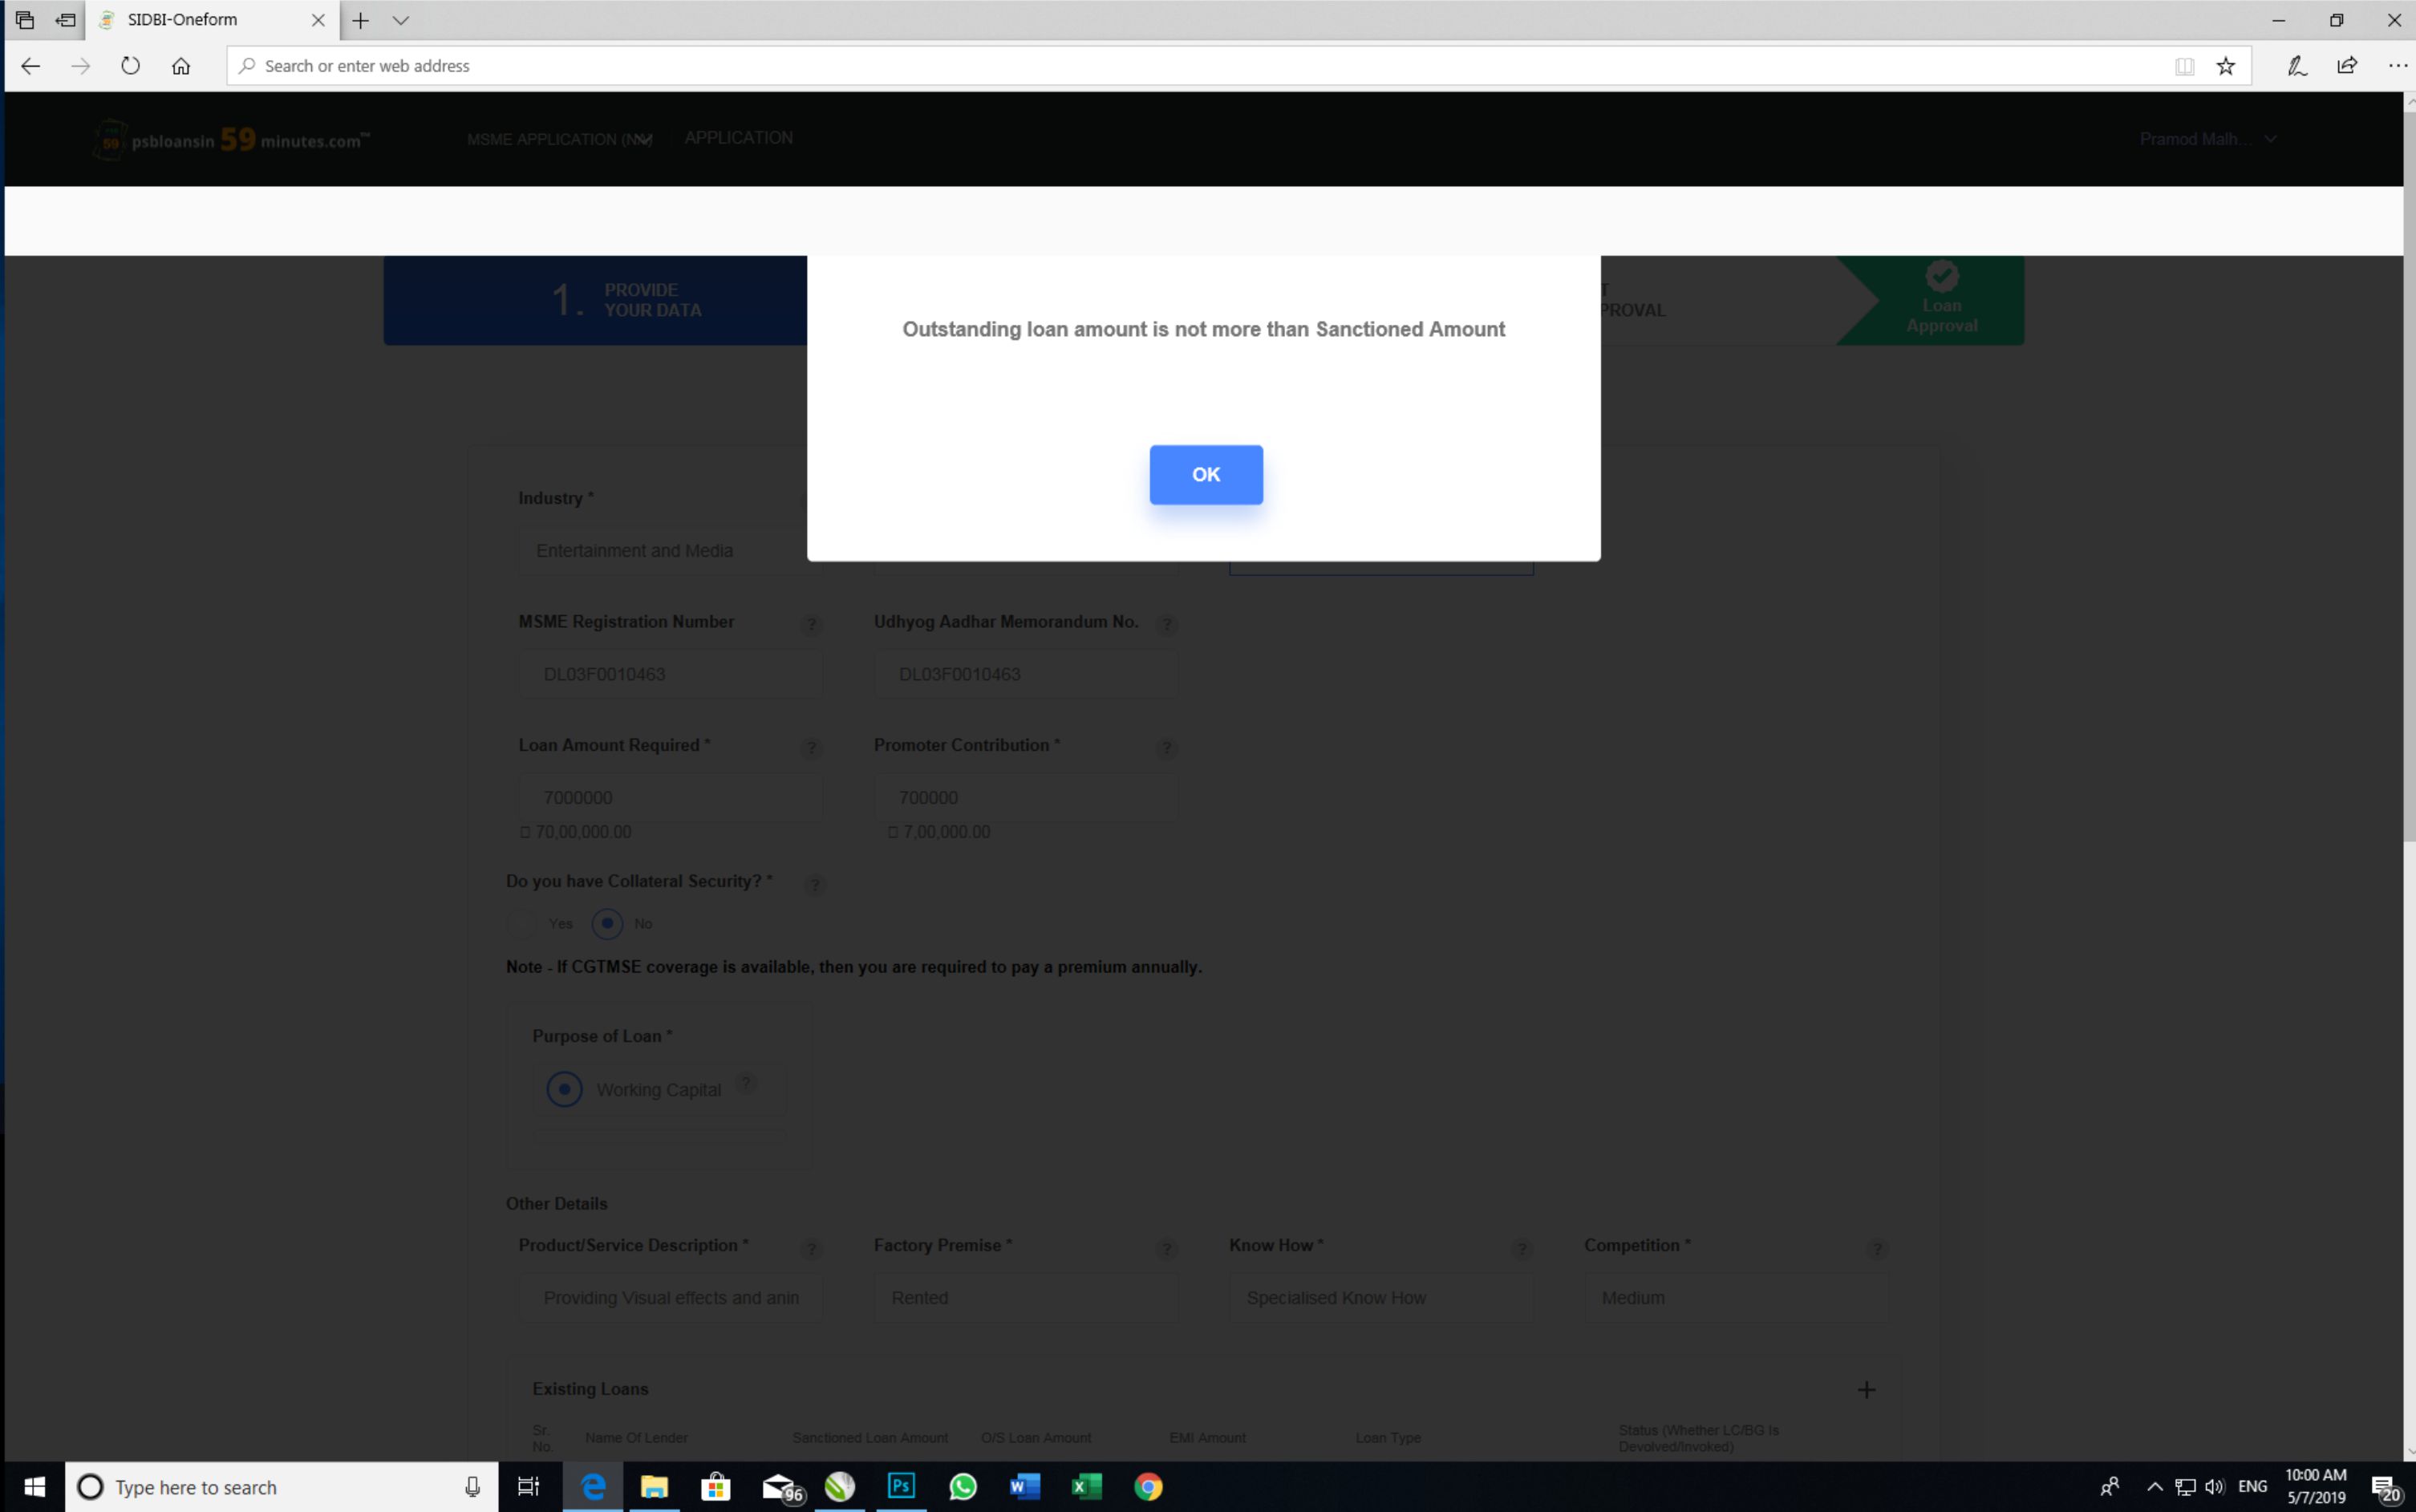 SIDBI-Oneform
Search or enter web address
59 psbloansin 59 minutes.com™
MSME APPLICATION
APPLICATION
Pramod Malh...
1. PROVIDE YOUR DATA
PROVAL
Loan Approval
Outstanding loan amount is not more than Sanctioned Amount
OK
Industry *
Entertainment and Media
MSME Registration Number ?
Udhyog Aadhar Memorandum No. ?
DL03F0010463
DL03F0010463
Loan Amount Required * ?
Promoter Contribution * ?
7000000
700000
70,00,000.00
7,00,000.00
Do you have Collateral Security? * ?
Yes No
Note - If CGTMSE coverage is available, then you are required to pay a premium annually.
Purpose of Loan *
Working Capital ?
Other Details
Product/Service Description * ?
Factory Premise * ?
Know How * ?
Competition * ?
Providing Visual effects and anin
Rented
Specialised Know How
Medium
Existing Loans +
Sr. No.
Name Of Lender
Sanctioned Loan Amount
O/S Loan Amount
EMI Amount
Loan Type
Status (Whether LC/BG Is Devolved/Invoked)
Type here to search
96
Ps
ENG
10:00 AM
5/7/2019
20